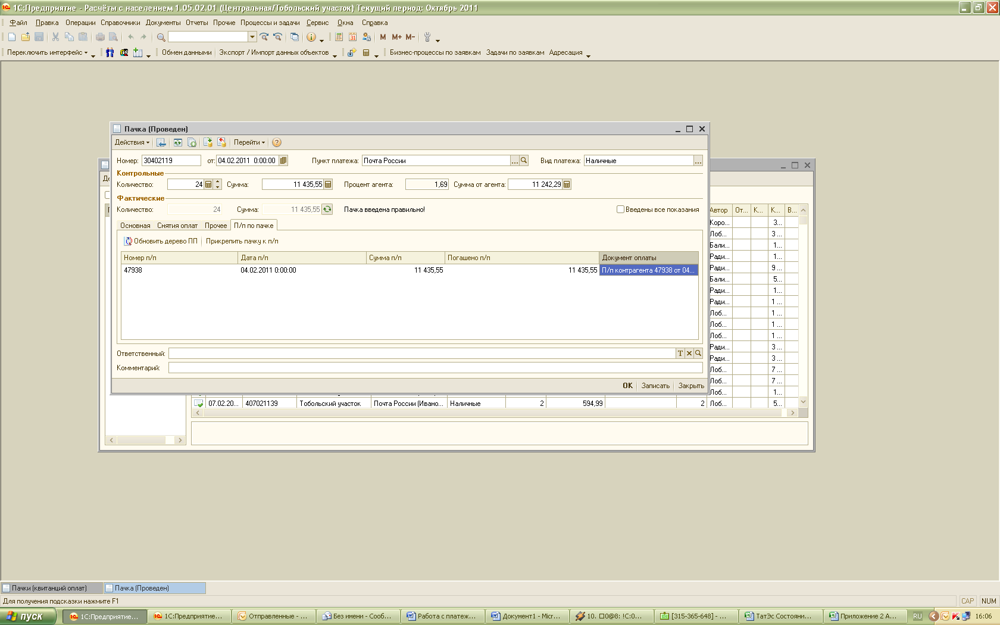 1С:Предприятие - Расчёты с населением 1.05.02.01 (Центральная/Тобольский участок) Текущий период: Октябрь 2011
Файл Правка Операции Справочники Документы Отчеты Прочие Процессы и задачи Сервис Окна Справка
M M+ M-
Переключить интерфейс Обмен данными Экспорт / Импорт данных объектов Бизнес-процессы по заявкам Задачи по заявкам Адресация
Пачка (Проведен)
Действия Перейти
Номер: 30402119 от: 04.02.2011 0:00:00 Пункт платежа: Почта России ... Вид платежа: Наличные ...
Контрольные
Количество: 24 Сумма: 11 435,55 Процент агента: 1,69 Сумма от агента: 11 242,29
Фактические
Количество: 24 Сумма: 11 435,55 Пачка введена правильно! Введены все показания
Основная Снятия оплат Прочее П/п по пачке
Обновить дерево ПП Прикрепить пачку к п/п
Номер п/п Дата п/п Сумма п/п Погашено п/п Документ оплаты
47938 04.02.2011 0:00:00 11 435,55 11 435,55 П/п контрагента 47938 от 04...
Ответственный: T
Комментарий:
OK Записать Закрыть
Де
Автор От... К... К... В...
Коро... 3...
Лоб... 3 ...
Бали... 1...
Ради... 1...
Ради... 9 ...
Бали... 5...
Ради... 1...
Ради... 1 ...
Лоб... 1 ...
Лоб... 1 ...
Лоб... 1 ...
Ради... 3 ...
Ради... 3 ...
Лоб... 7 ...
Лоб... 7 ...
Лоб... 1...
07.02.20... 407021139 Тобольский участок Почта России (Ивано... Наличные 2 594,99 2 Лоб... 5...
Пачки (квитанций оплат) Пачка (Проведен)
Для получения подсказки нажмите F1 CAP NUM
пуск 1С:Предприятие... 1С:Предприятие... Отправленные - ... Без имени - Сооб... Работа с платеж... Документ1 - Micr... 10. □0@8: !C:0... [315-365-648] - ... ТатЭс Состояни... Приложение 2 А... RU 16:06